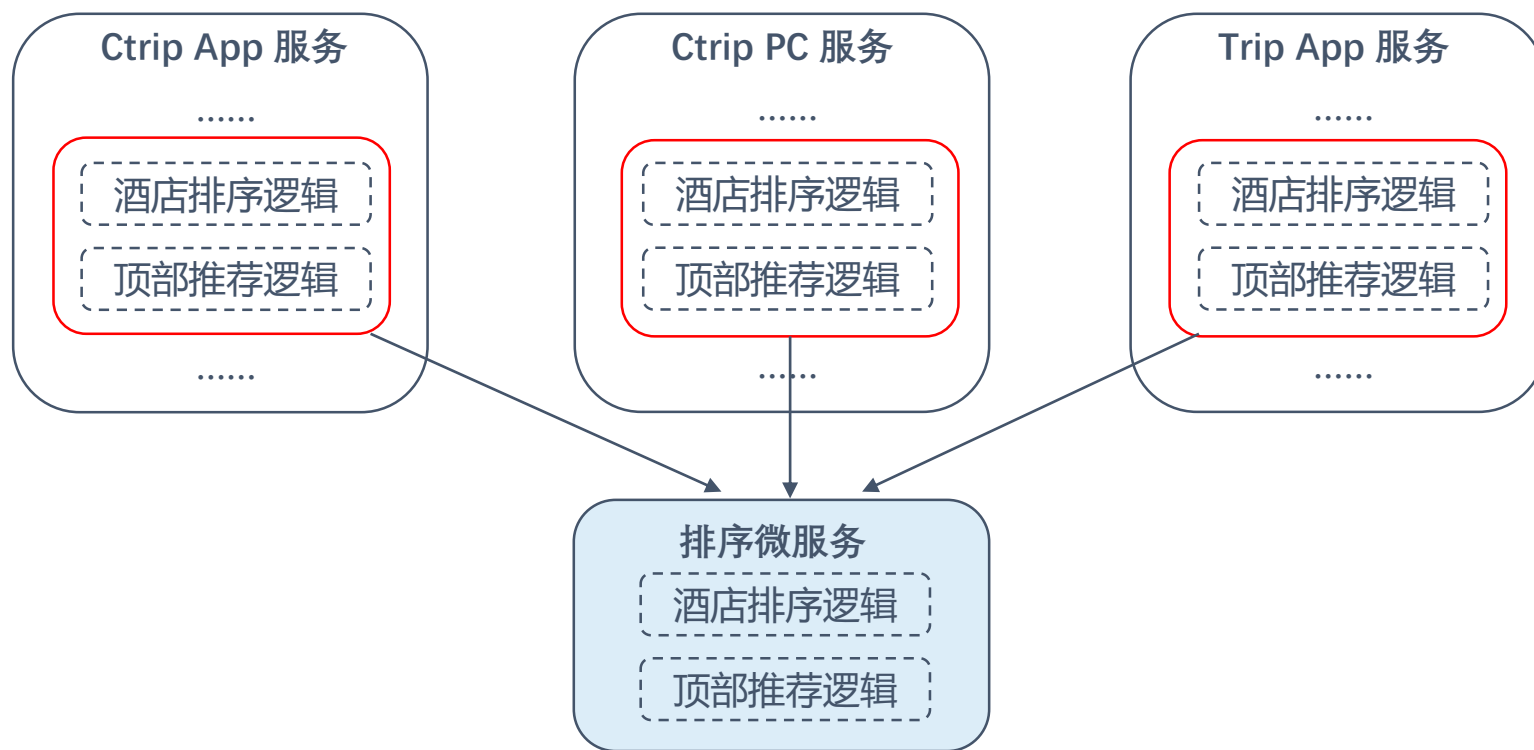 Ctrip App 服务
......
酒店排序逻辑
顶部推荐逻辑
......
Ctrip PC 服务
......
酒店排序逻辑
顶部推荐逻辑
......
Trip App 服务
......
酒店排序逻辑
顶部推荐逻辑
......
排序微服务
酒店排序逻辑
顶部推荐逻辑